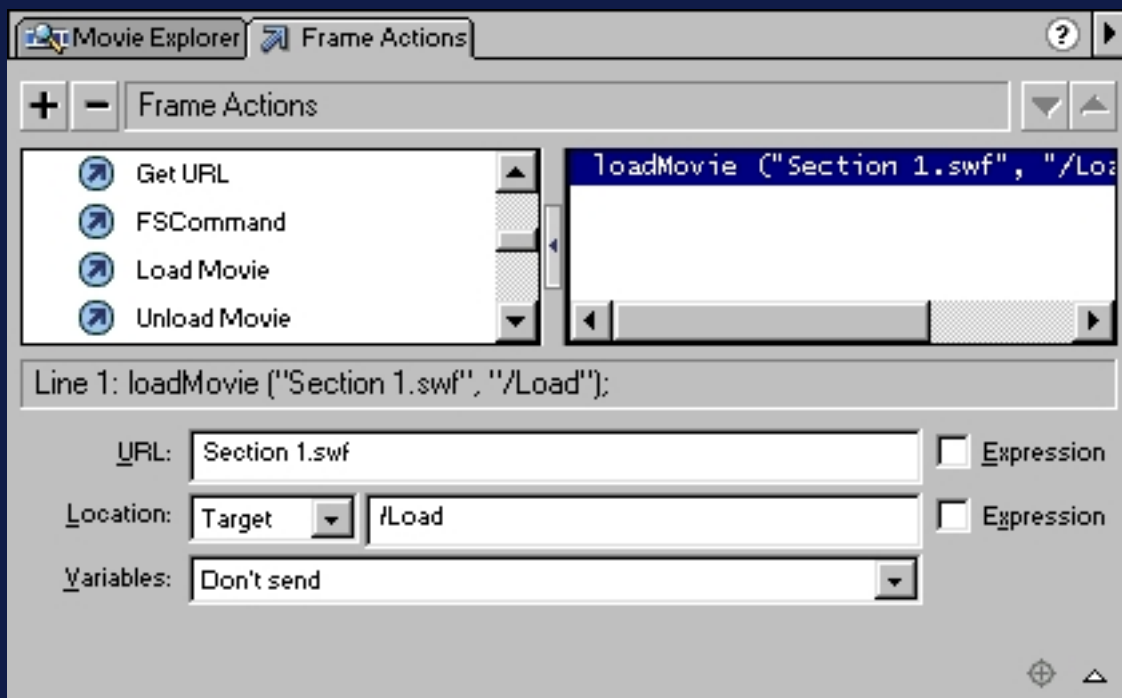 Movie Explorer Frame Actions ?
+ - Frame Actions
Get URL
FSCommand
Load Movie
Unload Movie
loadMovie ("Section 1.swf", "/Loa
Line 1: loadMovie ("Section 1.swf", "/Load");
URL: Section 1.swf Expression
Location: Target /Load Expression
Variables: Don't send